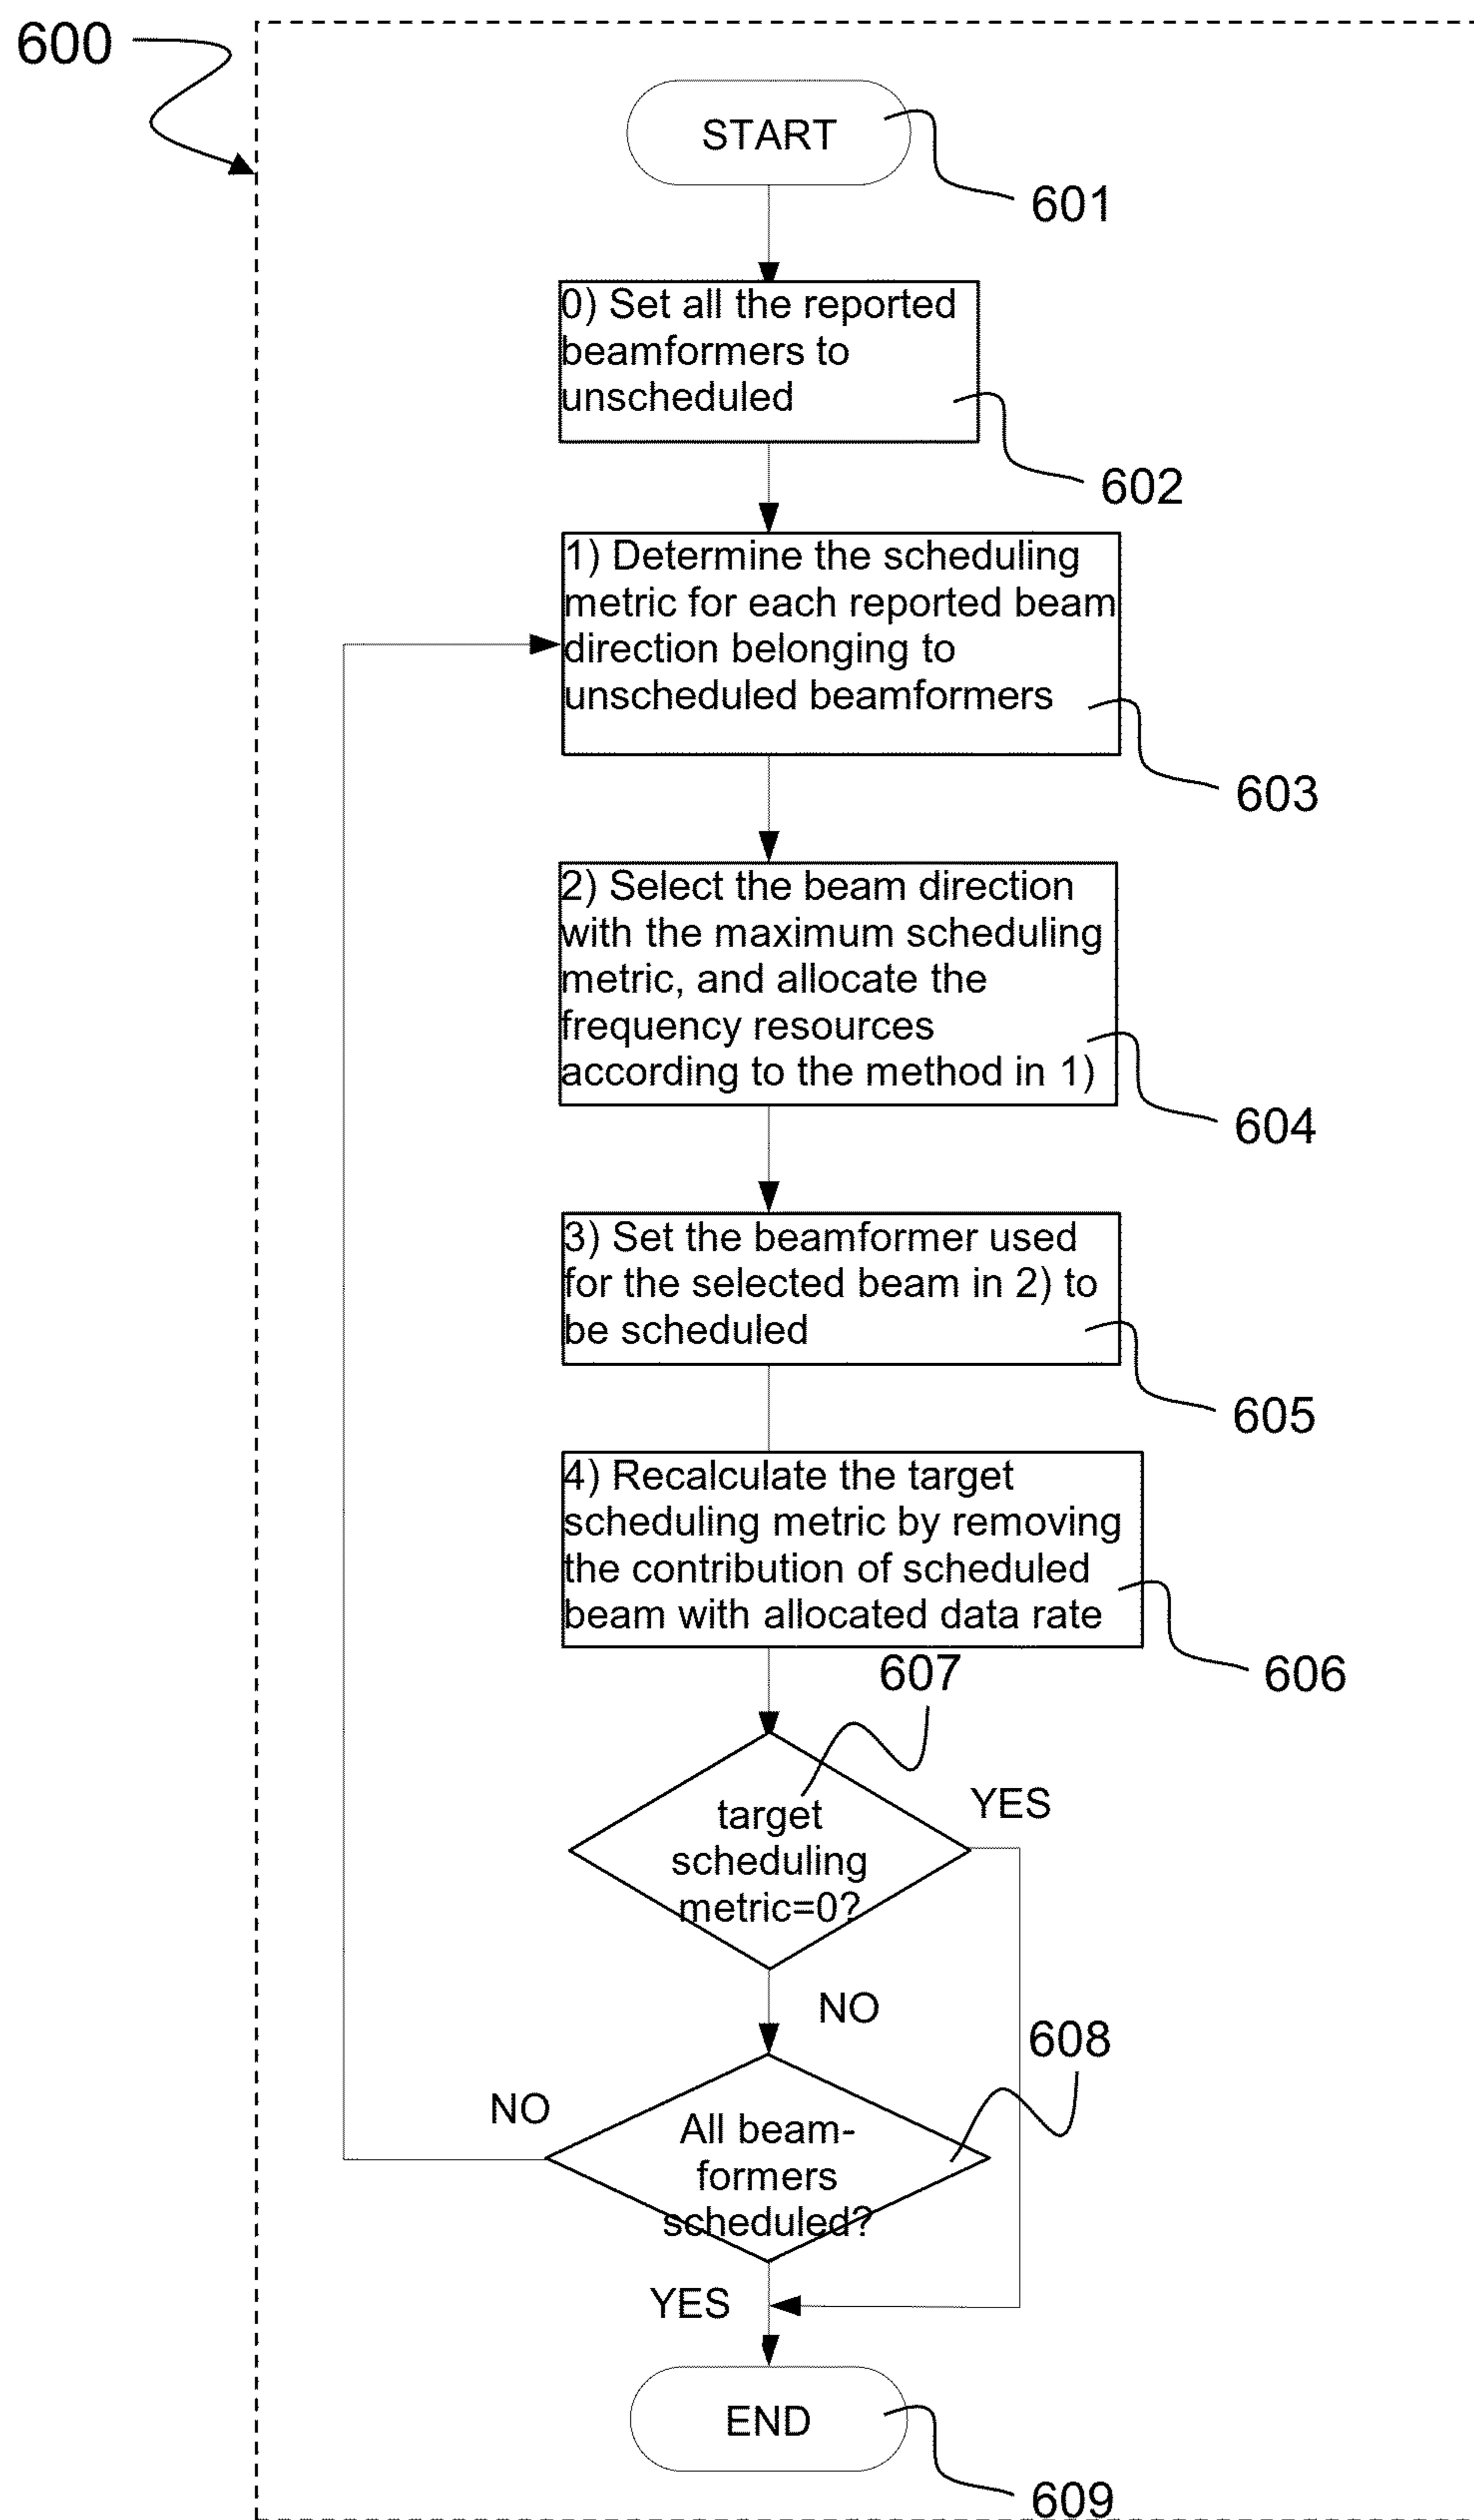 600
START
601
0) Set all the reported
beamformers to
unscheduled
602
1) Determine the scheduling
metric for each reported beam
direction belonging to
unscheduled beamformers
603
2) Select the beam direction
with the maximum scheduling
metric, and allocate the
frequency resources
according to the method in 1)
604
3) Set the beamformer used
for the selected beam in 2) to
be scheduled
605
4) Recalculate the target
scheduling metric by removing
the contribution of scheduled
beam with allocated data rate
606
607
target
scheduling
metric=0?
YES
NO
608
NO
All beam-
formers
scheduled?
YES
END
609